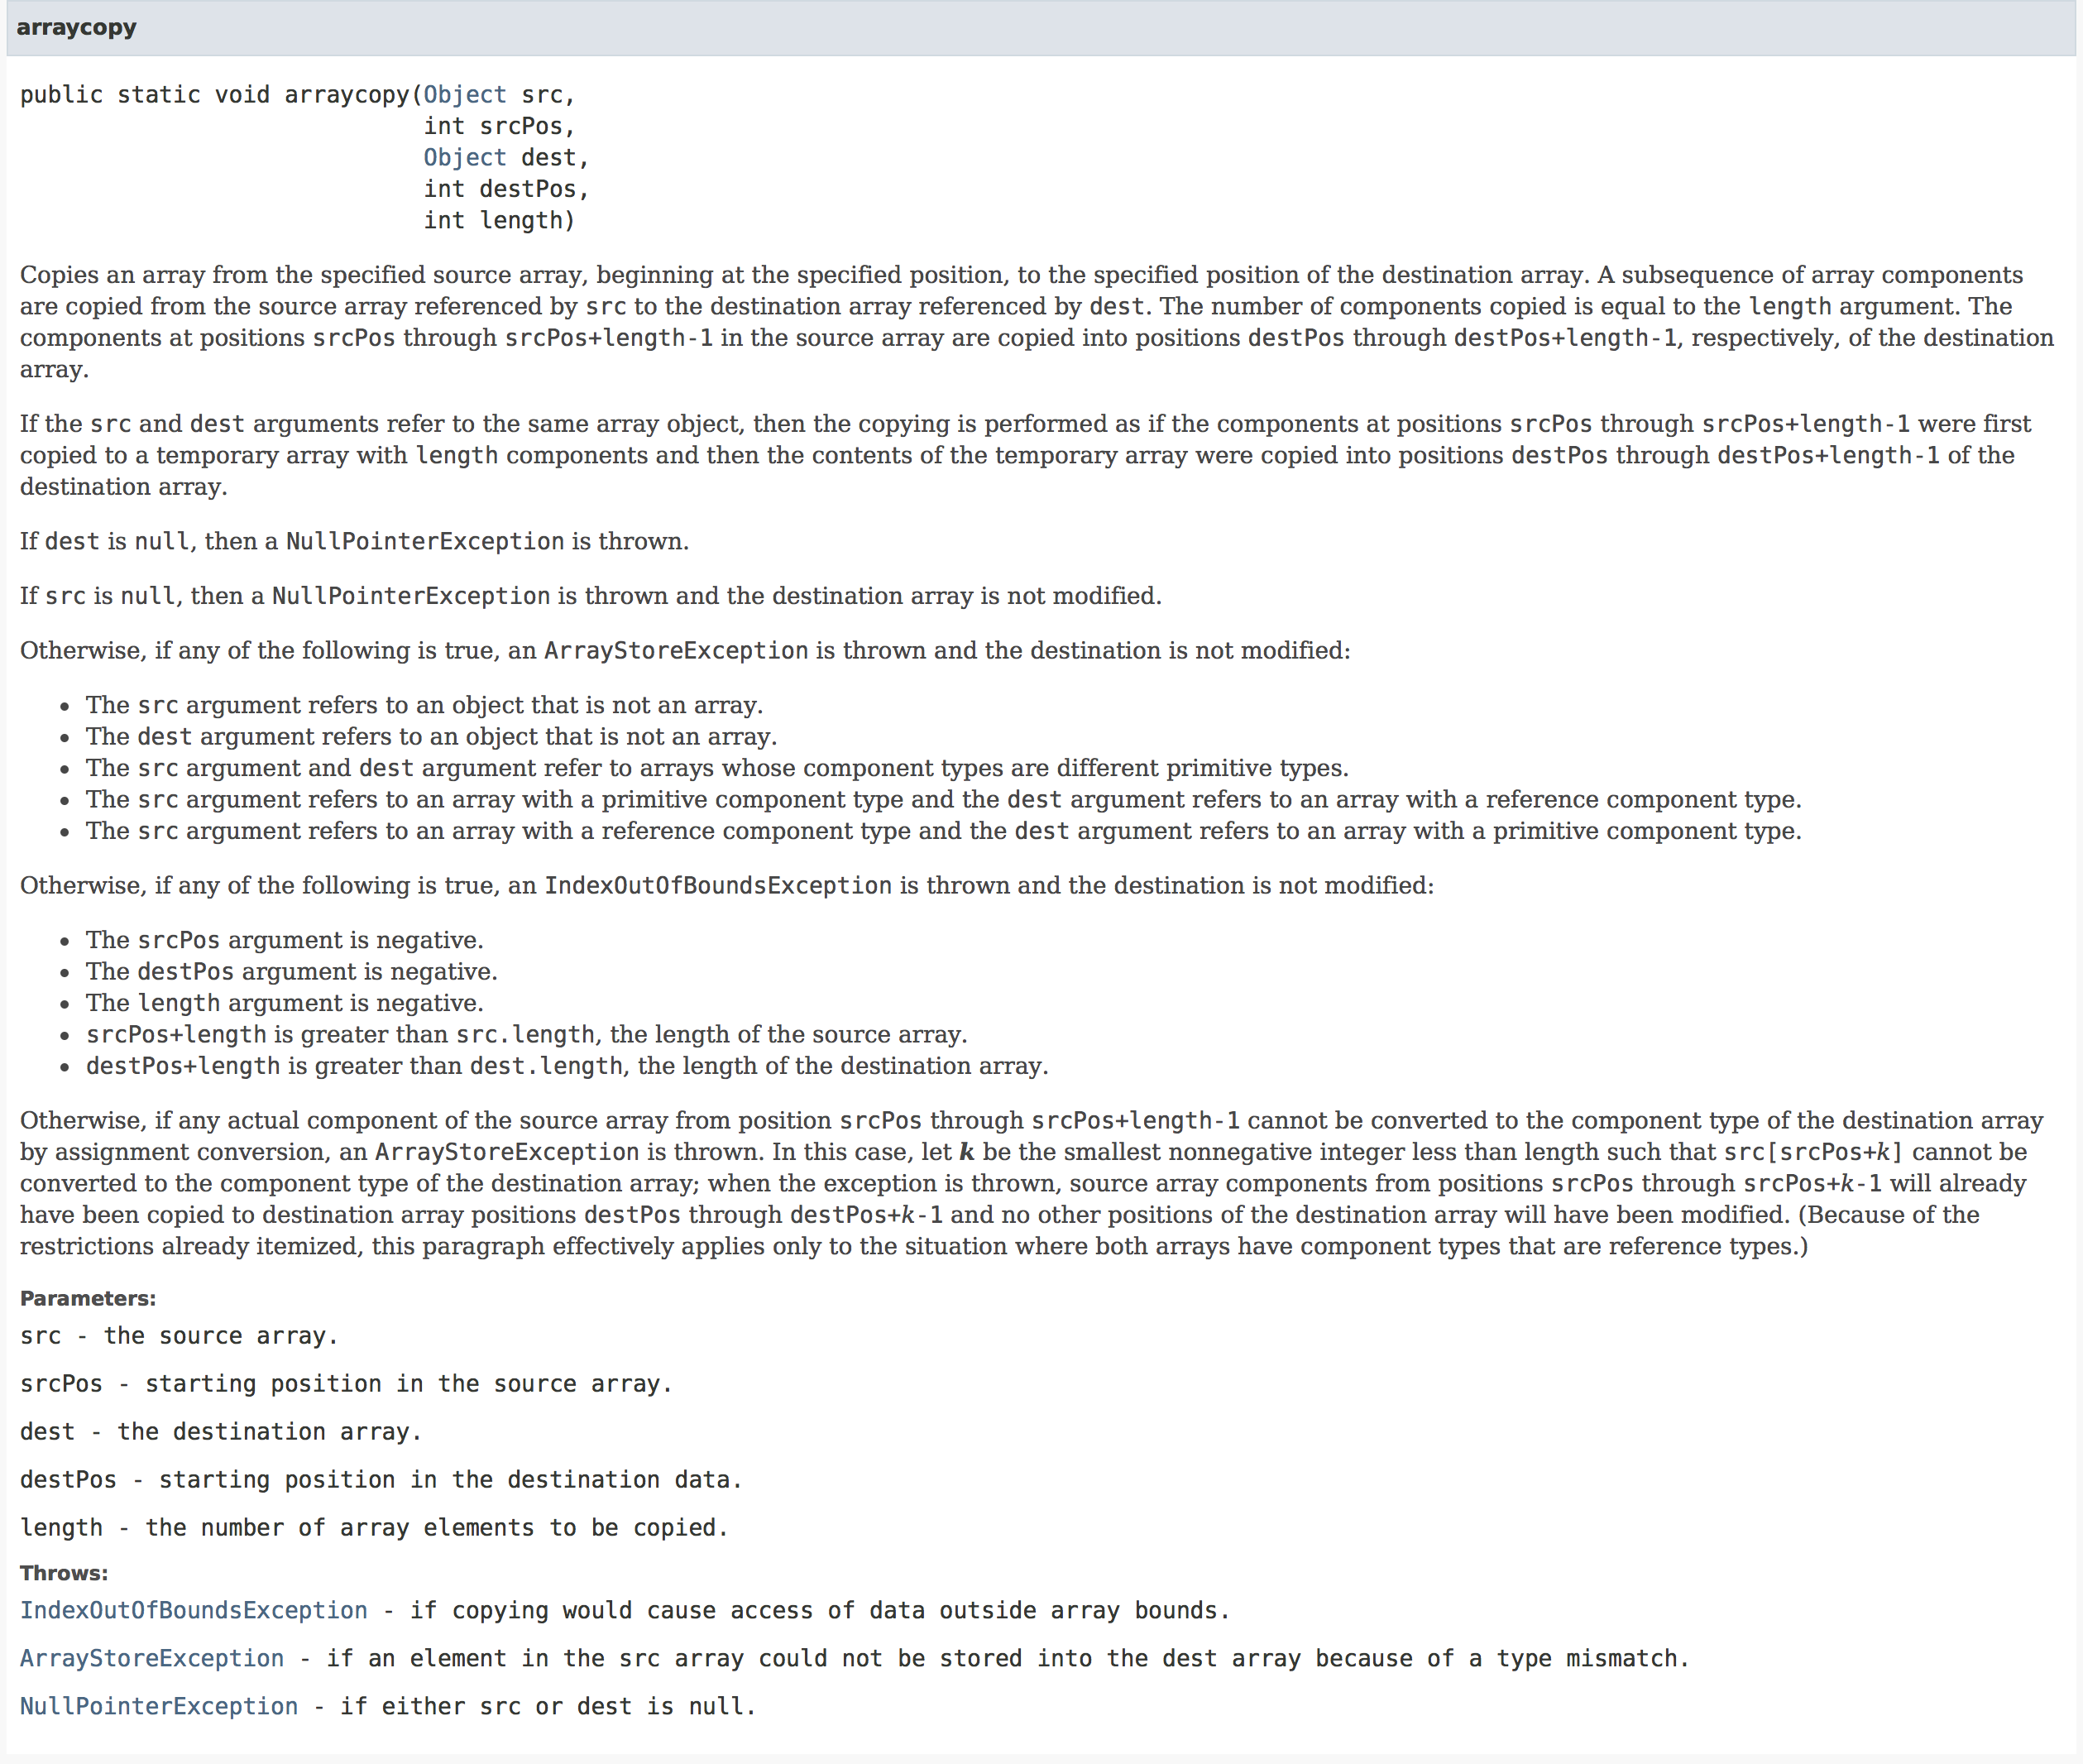 arraycopy
public static void arraycopy(Object src,
int srcPos,
Object dest,
int destPos,
int length)
Copies an array from the specified source array, beginning at the specified position, to the specified position of the destination array. A subsequence of array components
are copied from the source array referenced by src to the destination array referenced by dest. The number of components copied is equal to the length argument. The
components at positions srcPos through srcPos+length-1 in the source array are copied into positions destPos through destPos+length-1, respectively, of the destination
array.
If the src and dest arguments refer to the same array object, then the copying is performed as if the components at positions srcPos through srcPos+length-1 were first
copied to a temporary array with length components and then the contents of the temporary array were copied into positions destPos through destPos+length-1 of the
destination array.
If dest is null, then a NullPointerException is thrown.
If src is null, then a NullPointerException is thrown and the destination array is not modified.
Otherwise, if any of the following is true, an ArrayStoreException is thrown and the destination is not modified:
• The src argument refers to an object that is not an array.
• The dest argument refers to an object that is not an array.
• The src argument and dest argument refer to arrays whose component types are different primitive types.
• The src argument refers to an array with a primitive component type and the dest argument refers to an array with a reference component type.
• The src argument refers to an array with a reference component type and the dest argument refers to an array with a primitive component type.
Otherwise, if any of the following is true, an IndexOutOfBoundsException is thrown and the destination is not modified:
• The srcPos argument is negative.
• The destPos argument is negative.
• The length argument is negative.
• srcPos+length is greater than src.length, the length of the source array.
• destPos+length is greater than dest.length, the length of the destination array.
Otherwise, if any actual component of the source array from position srcPos through srcPos+length-1 cannot be converted to the component type of the destination array
by assignment conversion, an ArrayStoreException is thrown. In this case, let k be the smallest nonnegative integer less than length such that src[srcPos+k] cannot be
converted to the component type of the destination array; when the exception is thrown, source array components from positions srcPos through srcPos+k-1 will already
have been copied to destination array positions destPos through destPos+k-1 and no other positions of the destination array will have been modified. (Because of the
restrictions already itemized, this paragraph effectively applies only to the situation where both arrays have component types that are reference types.)
Parameters:
src - the source array.
srcPos - starting position in the source array.
dest - the destination array.
destPos - starting position in the destination data.
length - the number of array elements to be copied.
Throws:
IndexOutOfBoundsException - if copying would cause access of data outside array bounds.
ArrayStoreException - if an element in the src array could not be stored into the dest array because of a type mismatch.
NullPointerException - if either src or dest is null.